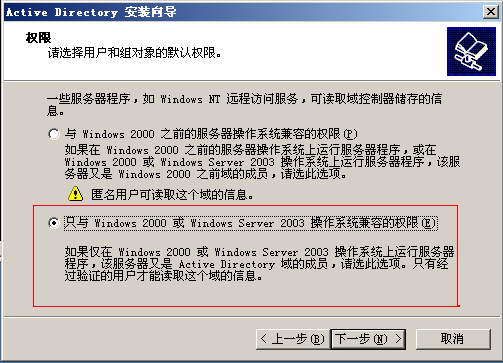 Active Directory 安装向导
权限
请选择用户和组对象的默认权限。
一些服务器程序，如 Windows NT 远程访问服务，可读取域控制器储存的信
息。
与 Windows 2000 之前的服务器操作系统兼容的权限(P)
如果在 Windows 2000 之前的服务器操作系统上运行服务器程序，或在
Windows 2000 或 Windows Server 2003 操作系统上运行服务器程序，该服
务器又是 Windows 2000 之前域的成员，请选此选项。
匿名用户可读取这个域的信息。
只与 Windows 2000 或 Windows Server 2003 操作系统兼容的权限(E)
如果仅在 Windows 2000 或 Windows Server 2003 操作系统上运行服务器
程序，该服务器又是 Active Directory 域的成员，请选此选项。只有经
过验证的用户才能读取这个域的信息。
< 上一步(B) 下一步(N) > 取消